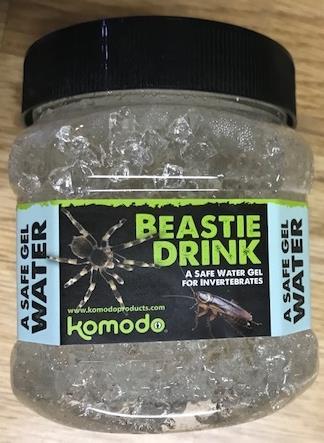 BEASTIE
DRINK
A SAFE WATER GEL
FOR INVERTEBRATES
www.komodoproducts.com
komodo
A SAFE GEL
WATER
A SAFE GEL
WATER